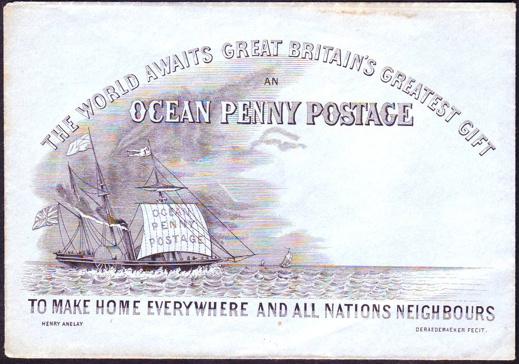 THE WORLD AWAITS GREAT BRITAIN'S GREATEST GIFT
AN
OCEAN PENNY POSTAGE
OCEAN
PENNY
POSTAGE
TO MAKE HOME EVERYWHERE AND ALL NATIONS NEIGHBOURS
HENRY ANELAY
DERAEDEMAEKER FECIT.